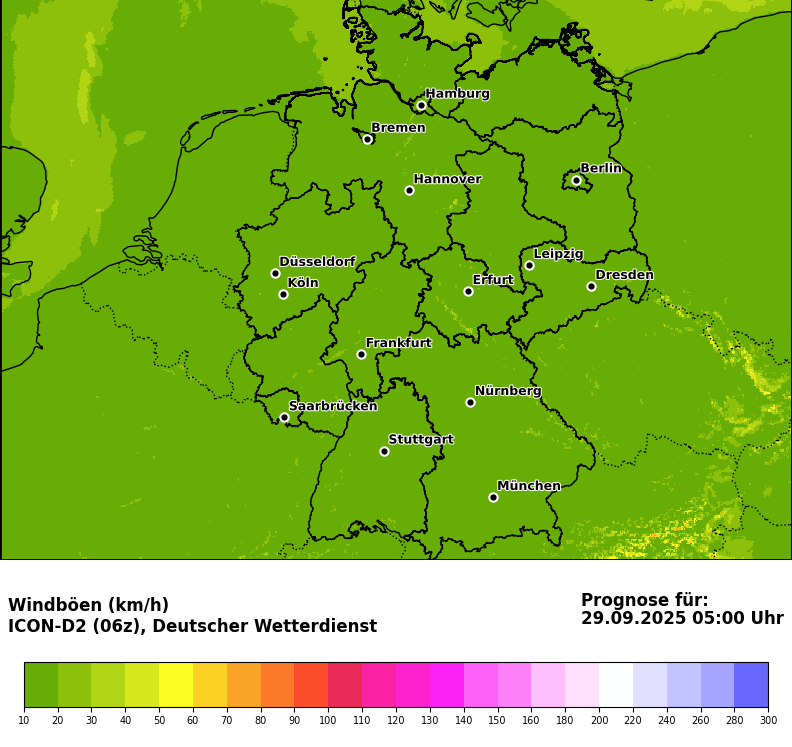 Hamburg
Bremen
Berlin
Hannover
Leipzig
Düsseldorf
Dresden
Köln
Erfurt
Frankfurt
Nürnberg
Saarbrücken
Stuttgart
München
Windböen (km/h)
ICON-D2 (06z), Deutscher Wetterdienst
Prognose für:
29.09.2025 05:00 Uhr
10 20 30 40 50 60 70 80 90 100 110 120 130 140 150 160 180 200 220 240 260 280 300